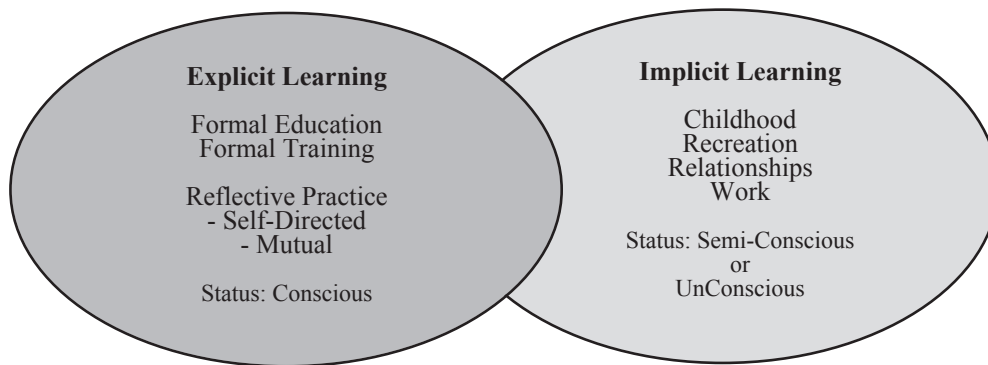 Explicit Learning
Formal Education
Formal Training
Reflective Practice
- Self-Directed
- Mutual
Status: Conscious
Implicit Learning
Childhood
Recreation
Relationships
Work
Status: Semi-Conscious
or
UnConscious